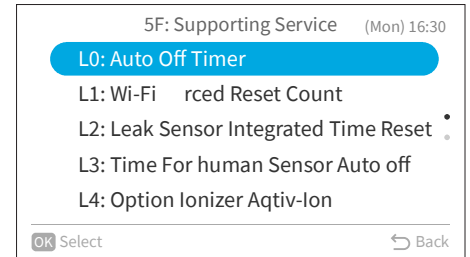 5F: Supporting Service (Mon) 16:30
L0: Auto Off Timer
L1: Wi-Fi rced Reset Count
L2: Leak Sensor Integrated Time Reset
L3: Time For human Sensor Auto off
L4: Option Ionizer Aqtiv-Ion
OK Select Back